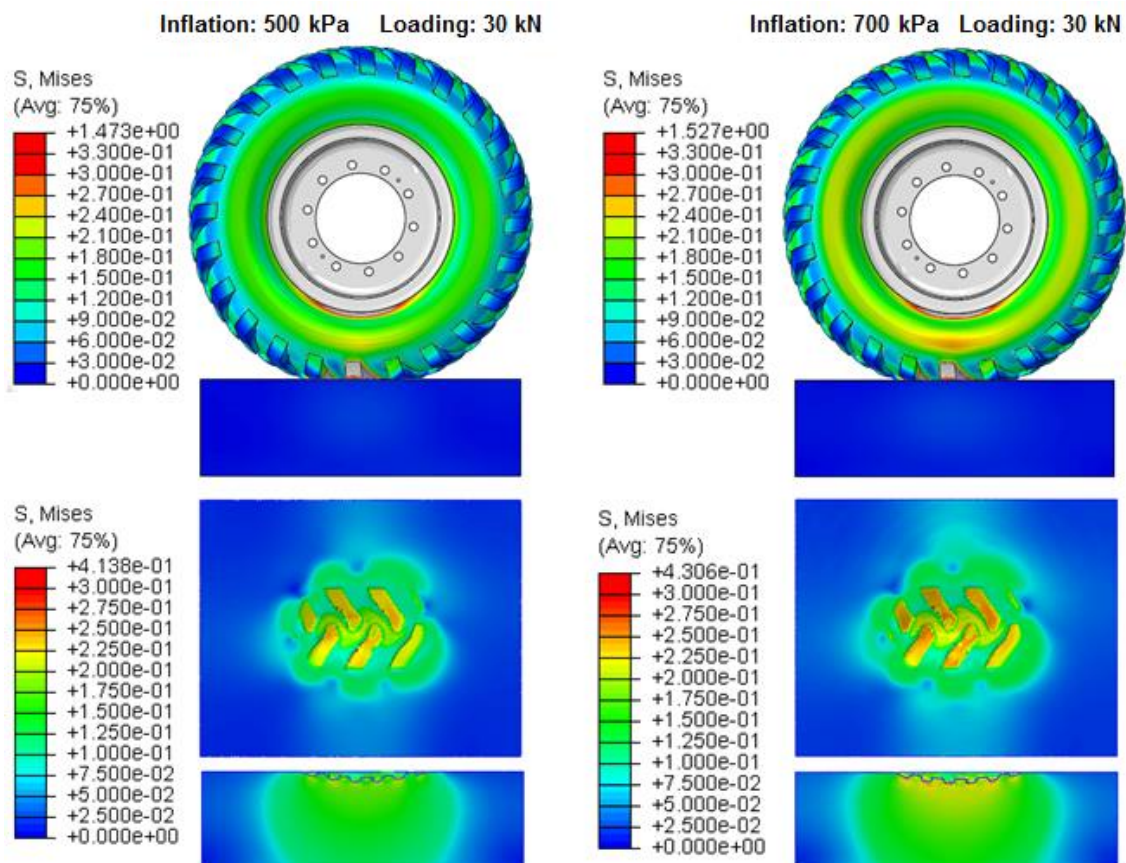 Inflation: 500 kPa Loading: 30 kN
S, Mises
(Avg: 75%)
+1.473e+00
+3.300e-01
+3.000e-01
+2.700e-01
+2.400e-01
+2.100e-01
+1.800e-01
+1.500e-01
+1.200e-01
+9.000e-02
+6.000e-02
+3.000e-02
+0.000e+00
Inflation: 700 kPa Loading: 30 kN
S, Mises
(Avg: 75%)
+1.527e+00
+3.300e-01
+3.000e-01
+2.700e-01
+2.400e-01
+2.100e-01
+1.800e-01
+1.500e-01
+1.200e-01
+9.000e-02
+6.000e-02
+3.000e-02
+0.000e+00
S, Mises
(Avg: 75%)
+4.138e-01
+3.000e-01
+2.750e-01
+2.500e-01
+2.250e-01
+2.000e-01
+1.750e-01
+1.500e-01
+1.250e-01
+1.000e-01
+7.500e-02
+5.000e-02
+2.500e-02
+0.000e+00
S, Mises
(Avg: 75%)
+4.306e-01
+3.000e-01
+2.750e-01
+2.500e-01
+2.250e-01
+2.000e-01
+1.750e-01
+1.500e-01
+1.250e-01
+1.000e-01
+7.500e-02
+5.000e-02
+2.500e-02
+0.000e+00